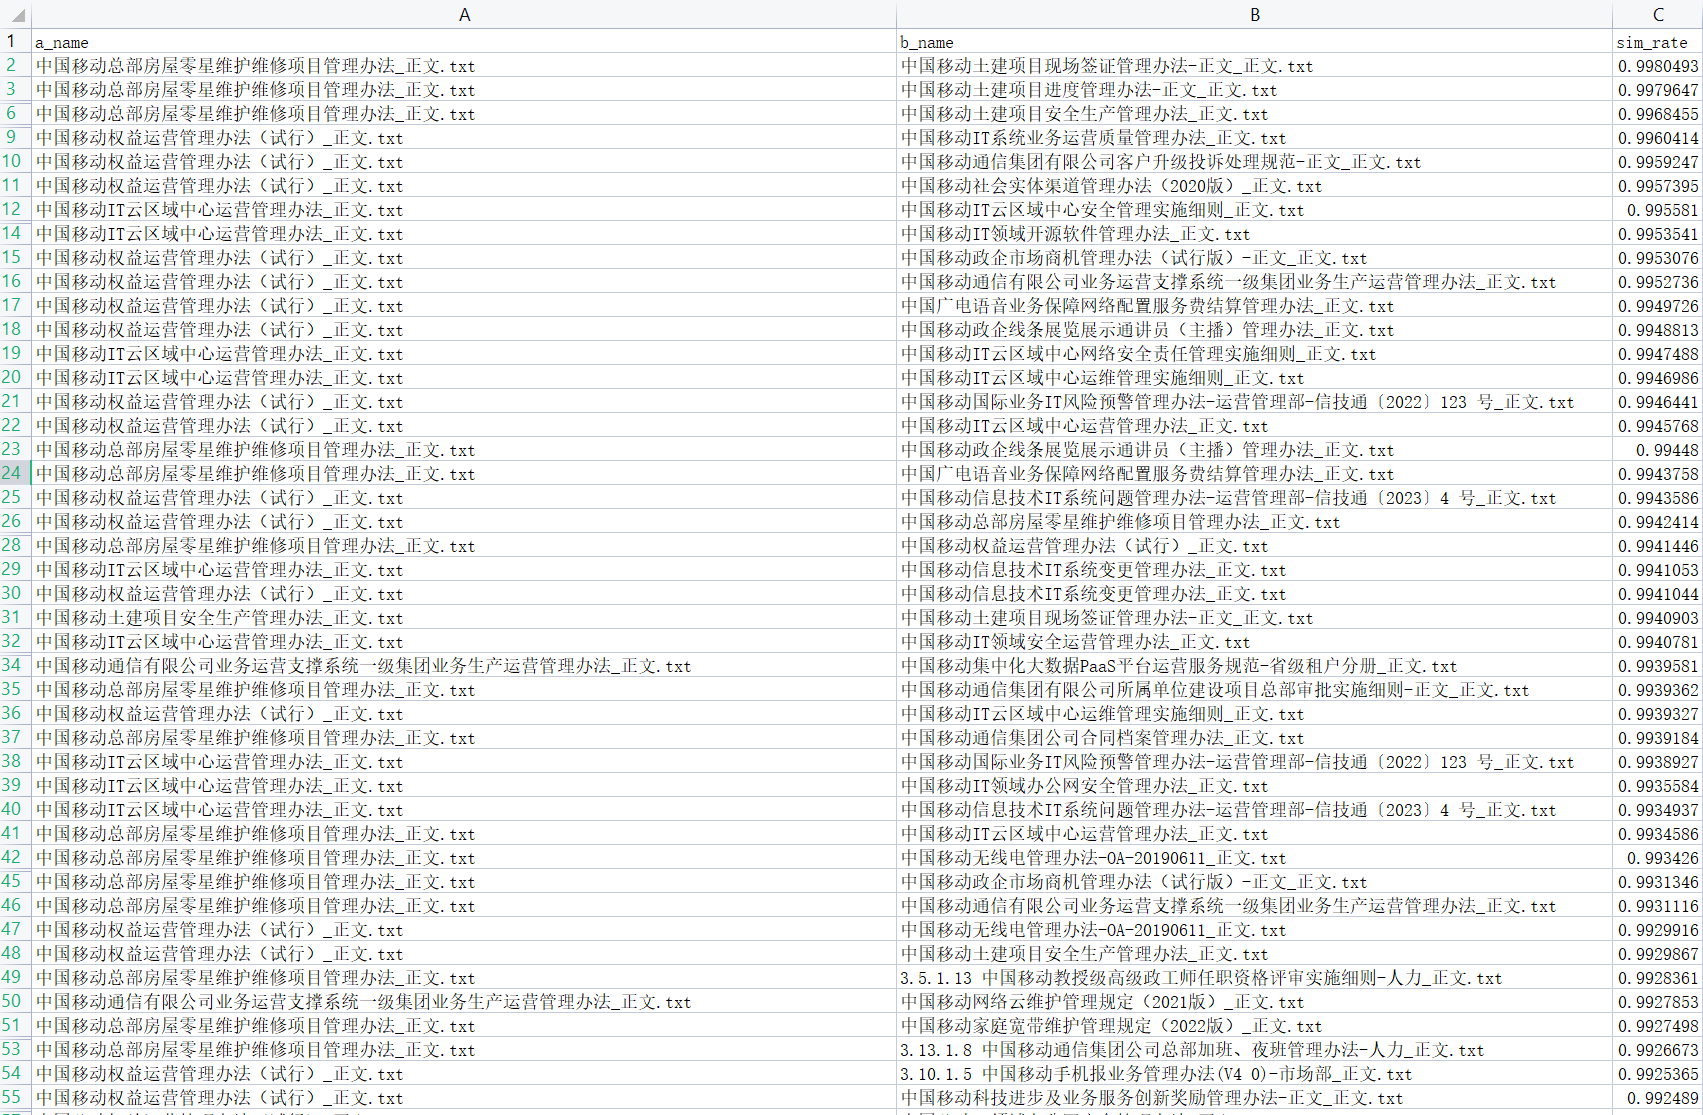 A B C
1 a_name b_name sim_rate
2 中国移动总部房屋零星维护维修项目管理办法_正文.txt 中国移动土建项目现场签证管理办法-正文_正文.txt 0.9980493
3 中国移动总部房屋零星维护维修项目管理办法_正文.txt 中国移动土建项目进度管理办法-正文_正文.txt 0.9979647
6 中国移动总部房屋零星维护维修项目管理办法_正文.txt 中国移动土建项目安全生产管理办法_正文.txt 0.9968455
9 中国移动权益运营管理办法（试行）_正文.txt 中国移动IT系统业务运营质量管理办法_正文.txt 0.9960414
10 中国移动权益运营管理办法（试行）_正文.txt 中国移动通信集团有限公司客户升级投诉处理规范-正文_正文.txt 0.9959247
11 中国移动权益运营管理办法（试行）_正文.txt 中国移动社会实体渠道管理办法（2020版）_正文.txt 0.9957395
12 中国移动IT云区域中心运营管理办法_正文.txt 中国移动IT云区域中心安全管理实施细则_正文.txt 0.995581
14 中国移动IT云区域中心运营管理办法_正文.txt 中国移动IT领域开源软件管理办法_正文.txt 0.9953541
15 中国移动权益运营管理办法（试行）_正文.txt 中国移动政企市场商机管理办法（试行版）-正文_正文.txt 0.9953076
16 中国移动权益运营管理办法（试行）_正文.txt 中国移动通信有限公司业务运营支撑系统一级集团业务生产运营管理办法_正文.txt 0.9952736
17 中国移动权益运营管理办法（试行）_正文.txt 中国广电语音业务保障网络配置服务费结算管理办法_正文.txt 0.9949726
18 中国移动权益运营管理办法（试行）_正文.txt 中国移动政企线条展览展示通讲员（主播）管理办法_正文.txt 0.9948813
19 中国移动IT云区域中心运营管理办法_正文.txt 中国移动IT云区域中心网络安全责任管理实施细则_正文.txt 0.9947488
20 中国移动IT云区域中心运营管理办法_正文.txt 中国移动IT云区域中心运维管理实施细则_正文.txt 0.9946986
21 中国移动权益运营管理办法（试行）_正文.txt 中国移动国际业务IT风险预警管理办法-运营管理部-信技通〔2022〕123 号_正文.txt 0.9946441
22 中国移动权益运营管理办法（试行）_正文.txt 中国移动IT云区域中心运营管理办法_正文.txt 0.9945768
23 中国移动总部房屋零星维护维修项目管理办法_正文.txt 中国移动政企线条展览展示通讲员（主播）管理办法_正文.txt 0.99448
24 中国移动总部房屋零星维护维修项目管理办法_正文.txt 中国广电语音业务保障网络配置服务费结算管理办法_正文.txt 0.9943758
25 中国移动权益运营管理办法（试行）_正文.txt 中国移动信息技术IT系统问题管理办法-运营管理部-信技通〔2023〕4 号_正文.txt 0.9943586
26 中国移动权益运营管理办法（试行）_正文.txt 中国移动总部房屋零星维护维修项目管理办法_正文.txt 0.9942414
28 中国移动总部房屋零星维护维修项目管理办法_正文.txt 中国移动权益运营管理办法（试行）_正文.txt 0.9941446
29 中国移动IT云区域中心运营管理办法_正文.txt 中国移动信息技术IT系统变更管理办法_正文.txt 0.9941053
30 中国移动权益运营管理办法（试行）_正文.txt 中国移动信息技术IT系统变更管理办法_正文.txt 0.9941044
31 中国移动土建项目安全生产管理办法_正文.txt 中国移动土建项目现场签证管理办法-正文_正文.txt 0.9940903
32 中国移动IT云区域中心运营管理办法_正文.txt 中国移动IT领域安全运营管理办法_正文.txt 0.9940781
34 中国移动通信有限公司业务运营支撑系统一级集团业务生产运营管理办法_正文.txt 中国移动集中化大数据PaaS平台运营服务规范-省级租户分册_正文.txt 0.9939581
35 中国移动总部房屋零星维护维修项目管理办法_正文.txt 中国移动通信集团有限公司所属单位建设项目总部审批实施细则-正文_正文.txt 0.9939362
36 中国移动权益运营管理办法（试行）_正文.txt 中国移动IT云区域中心运维管理实施细则_正文.txt 0.9939327
37 中国移动总部房屋零星维护维修项目管理办法_正文.txt 中国移动通信集团公司合同档案管理办法_正文.txt 0.9939184
38 中国移动IT云区域中心运营管理办法_正文.txt 中国移动国际业务IT风险预警管理办法-运营管理部-信技通〔2022〕123 号_正文.txt 0.9938927
39 中国移动IT云区域中心运营管理办法_正文.txt 中国移动IT领域办公网安全管理办法_正文.txt 0.9935584
40 中国移动IT云区域中心运营管理办法_正文.txt 中国移动信息技术IT系统问题管理办法-运营管理部-信技通〔2023〕4 号_正文.txt 0.9934937
41 中国移动总部房屋零星维护维修项目管理办法_正文.txt 中国移动IT云区域中心运营管理办法_正文.txt 0.9934586
42 中国移动总部房屋零星维护维修项目管理办法_正文.txt 中国移动无线电管理办法-OA-20190611_正文.txt 0.993426
45 中国移动总部房屋零星维护维修项目管理办法_正文.txt 中国移动政企市场商机管理办法（试行版）-正文_正文.txt 0.9931346
46 中国移动总部房屋零星维护维修项目管理办法_正文.txt 中国移动通信有限公司业务运营支撑系统一级集团业务生产运营管理办法_正文.txt 0.9931116
47 中国移动权益运营管理办法（试行）_正文.txt 中国移动无线电管理办法-OA-20190611_正文.txt 0.9929916
48 中国移动权益运营管理办法（试行）_正文.txt 中国移动土建项目安全生产管理办法_正文.txt 0.9929867
49 中国移动总部房屋零星维护维修项目管理办法_正文.txt 3.5.1.13 中国移动教授级高级政工师任职资格评审实施细则-人力_正文.txt 0.9928361
50 中国移动通信有限公司业务运营支撑系统一级集团业务生产运营管理办法_正文.txt 中国移动网络云维护管理规定（2021版）_正文.txt 0.9927853
51 中国移动总部房屋零星维护维修项目管理办法_正文.txt 中国移动家庭宽带维护管理规定（2022版）_正文.txt 0.9927498
53 中国移动总部房屋零星维护维修项目管理办法_正文.txt 3.13.1.8 中国移动通信集团公司总部加班、夜班管理办法-人力_正文.txt 0.9926673
54 中国移动权益运营管理办法（试行）_正文.txt 3.10.1.5 中国移动手机报业务管理办法(V4 0)-市场部_正文.txt 0.9925365
55 中国移动权益运营管理办法（试行）_正文.txt 中国移动科技进步及业务服务创新奖励管理办法-正文_正文.txt 0.992489